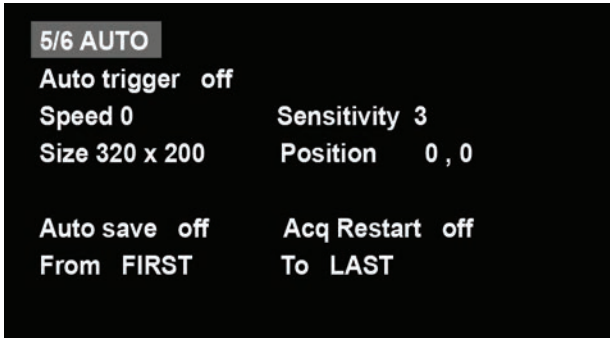 5/6 AUTO
Auto trigger off
Speed 0 Sensitivity 3
Size 320 x 200 Position 0 , 0
Auto save off Acq Restart off
From FIRST To LAST